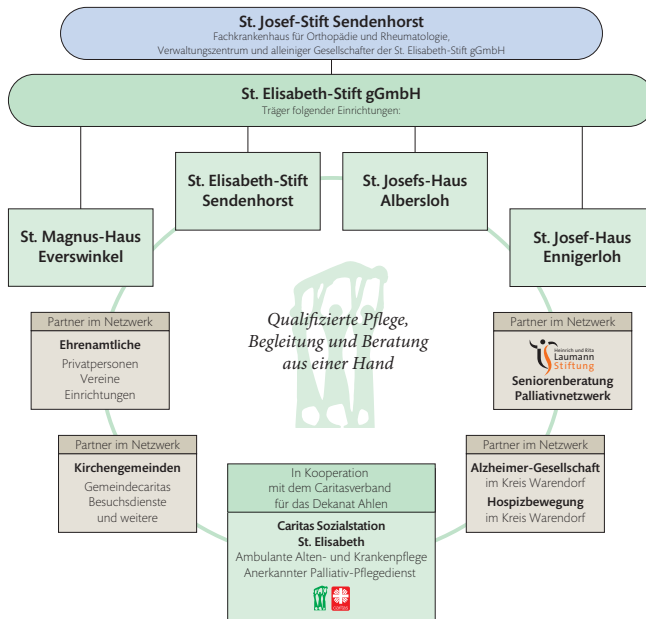 St. Josef-Stift Sendenhorst
Fachkrankenhaus für Orthopädie und Rheumatologie,
Verwaltungszentrum und alleiniger Gesellschafter der St. Elisabeth-Stift gGmbH
St. Elisabeth-Stift gGmbH
Träger folgender Einrichtungen:
St. Elisabeth-Stift
Sendenhorst
St. Josefs-Haus
Albersloh
St. Magnus-Haus
Everswinkel
St. Josef-Haus
Ennigerloh
Qualifizierte Pflege,
Begleitung und Beratung
aus einer Hand
Partner im Netzwerk
Ehrenamtliche
Privatpersonen
Vereine
Einrichtungen
Partner im Netzwerk
Heinrich und Rita
Laumann
Stiftung
Seniorenberatung
Palliativnetzwerk
Partner im Netzwerk
Kirchengemeinden
Gemeindecaritas
Besuchsdienste
und weitere
In Kooperation
mit dem Caritasverband
für das Dekanat Ahlen
Caritas Sozialstation
St. Elisabeth
Ambulante Alten- und Krankenpflege
Anerkannter Palliativ-Pflegedienst
caritas
Partner im Netzwerk
Alzheimer-Gesellschaft
im Kreis Warendorf
Hospizbewegung
im Kreis Warendorf